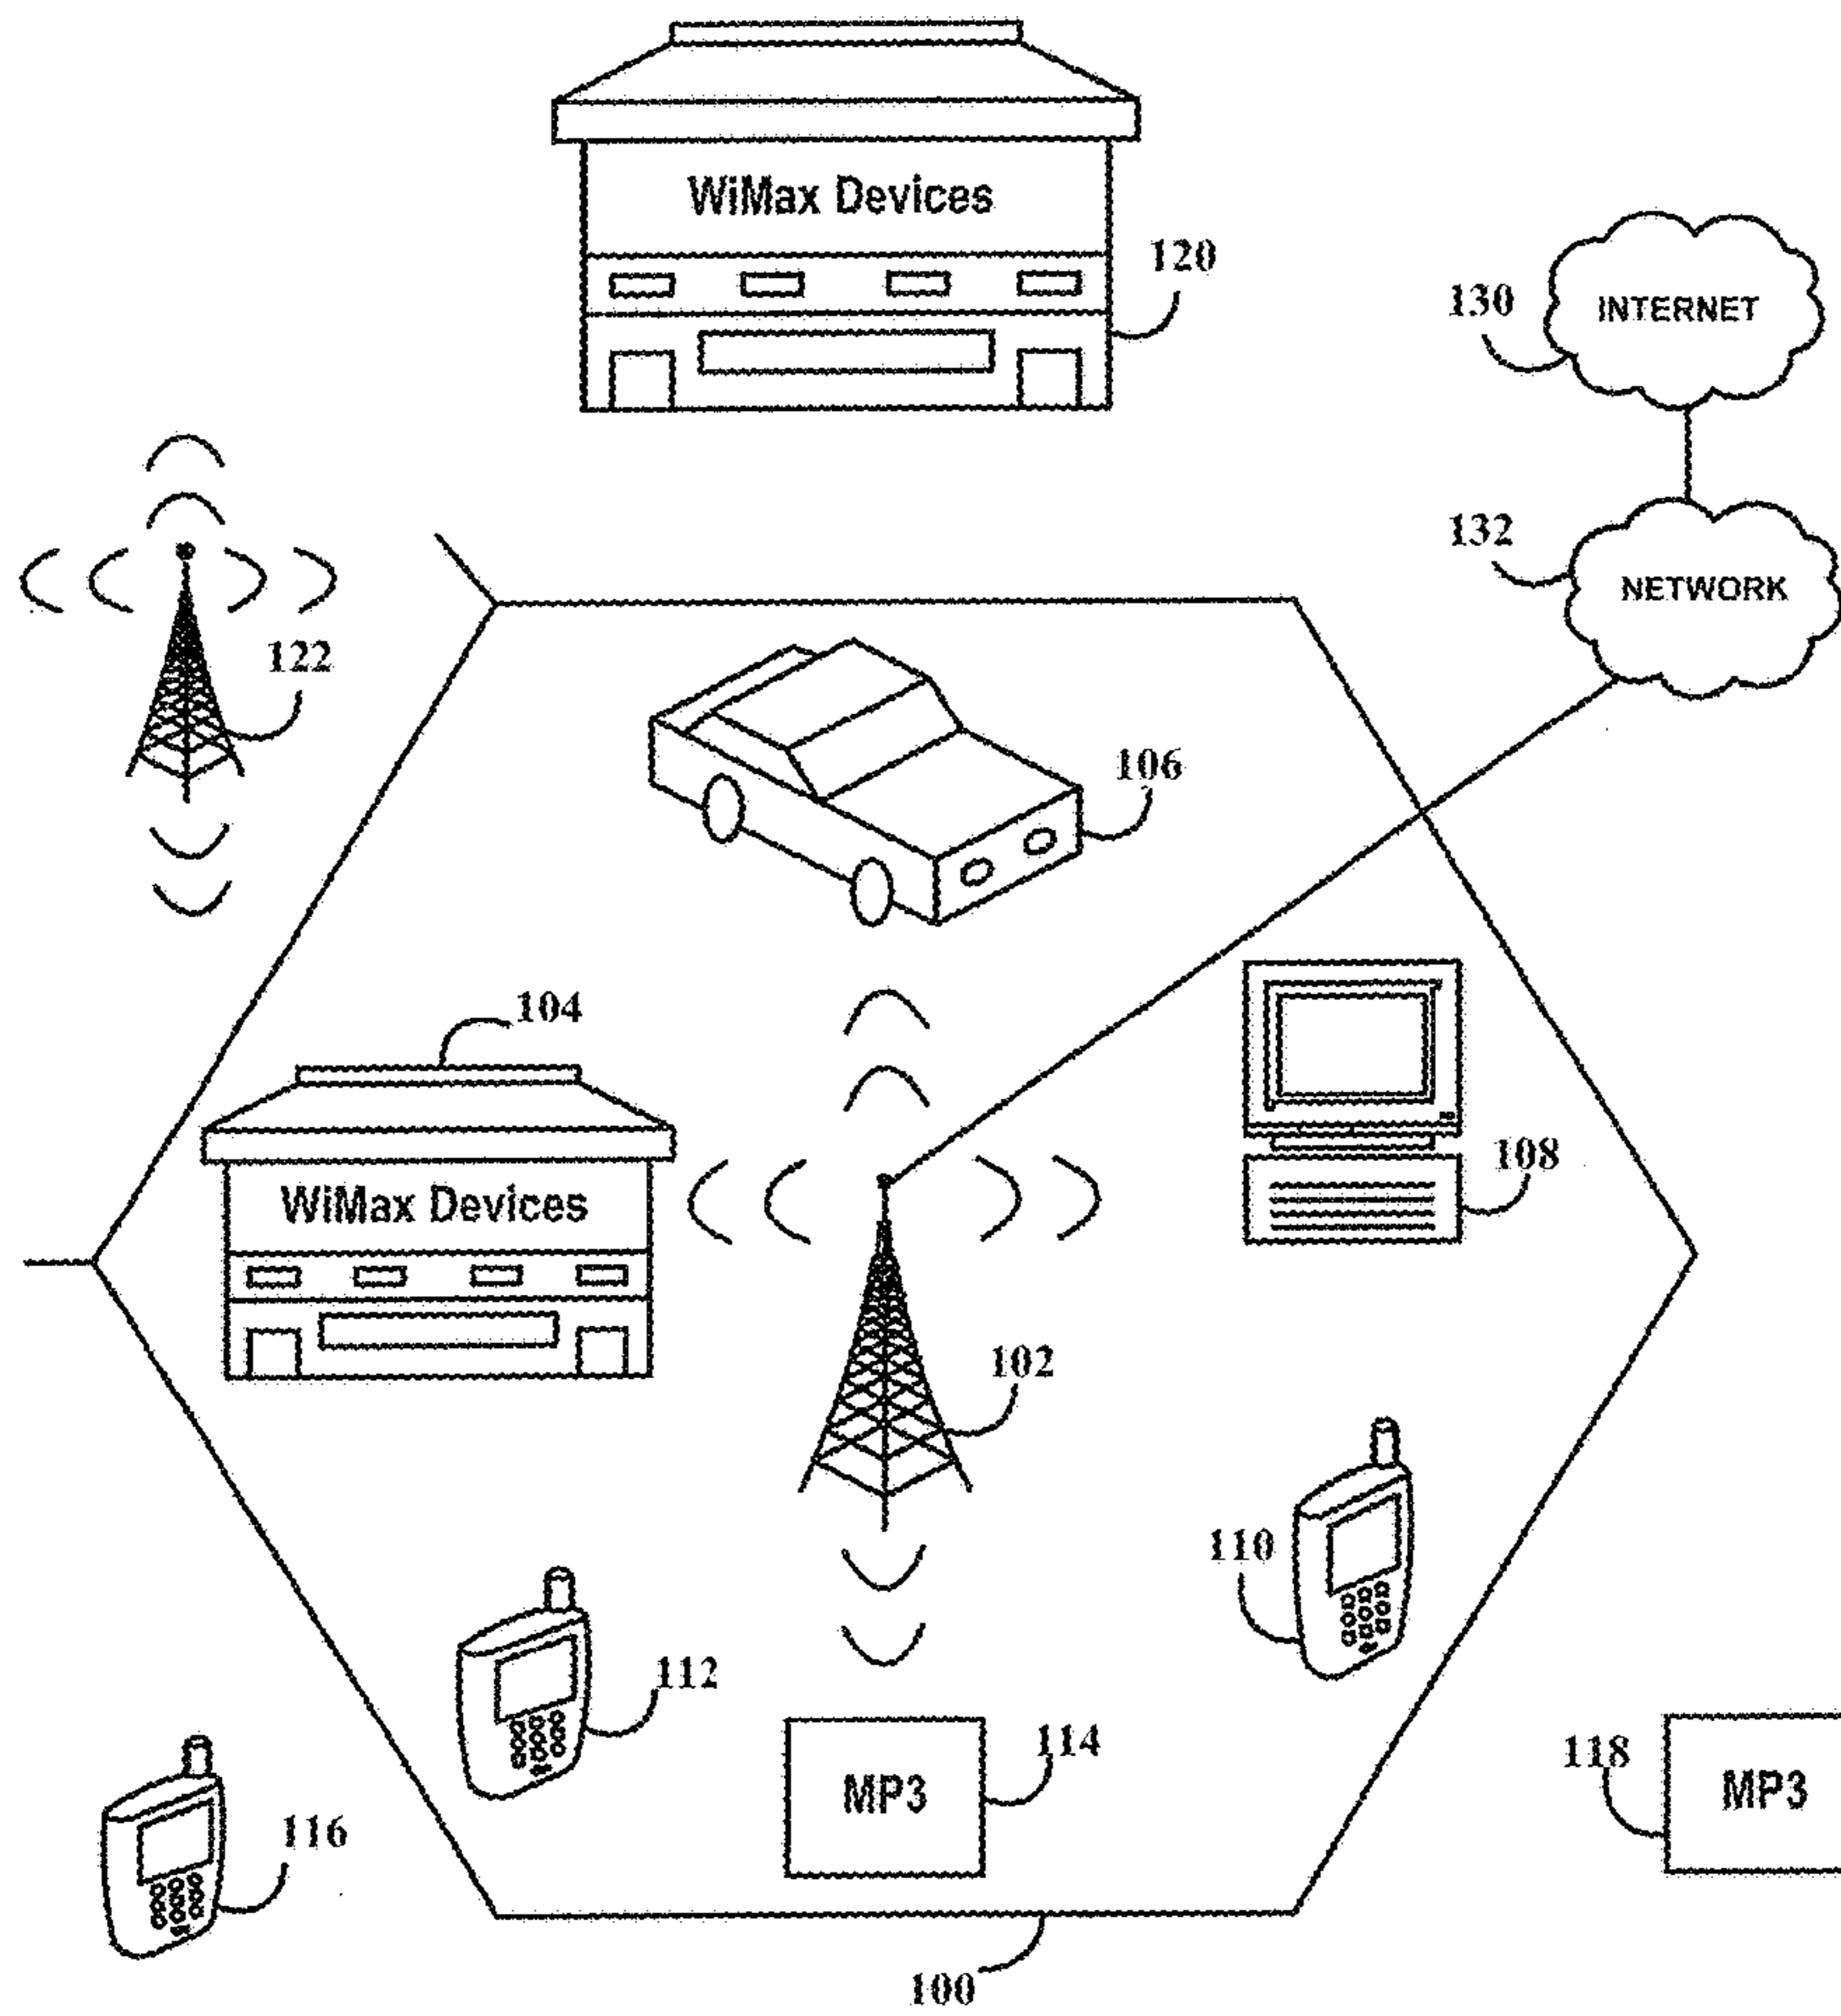 WiMax Devices
120
130
INTERNET
132
NETWORK
122
106
104
WiMax Devices
108
102
110
112
114
MP3
118
MP3
116
100